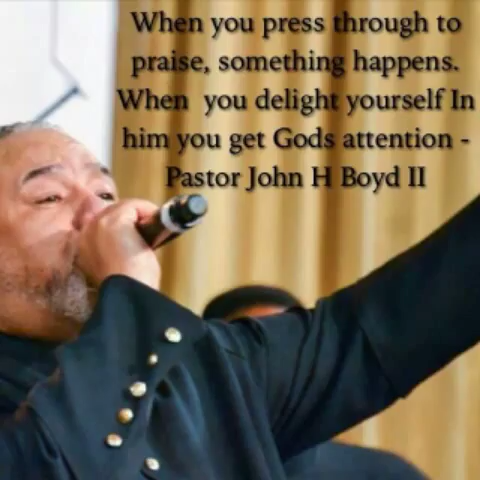 When you press through to
praise, something happens.
When you delight yourself In
him you get Gods attention -
Pastor John H Boyd II